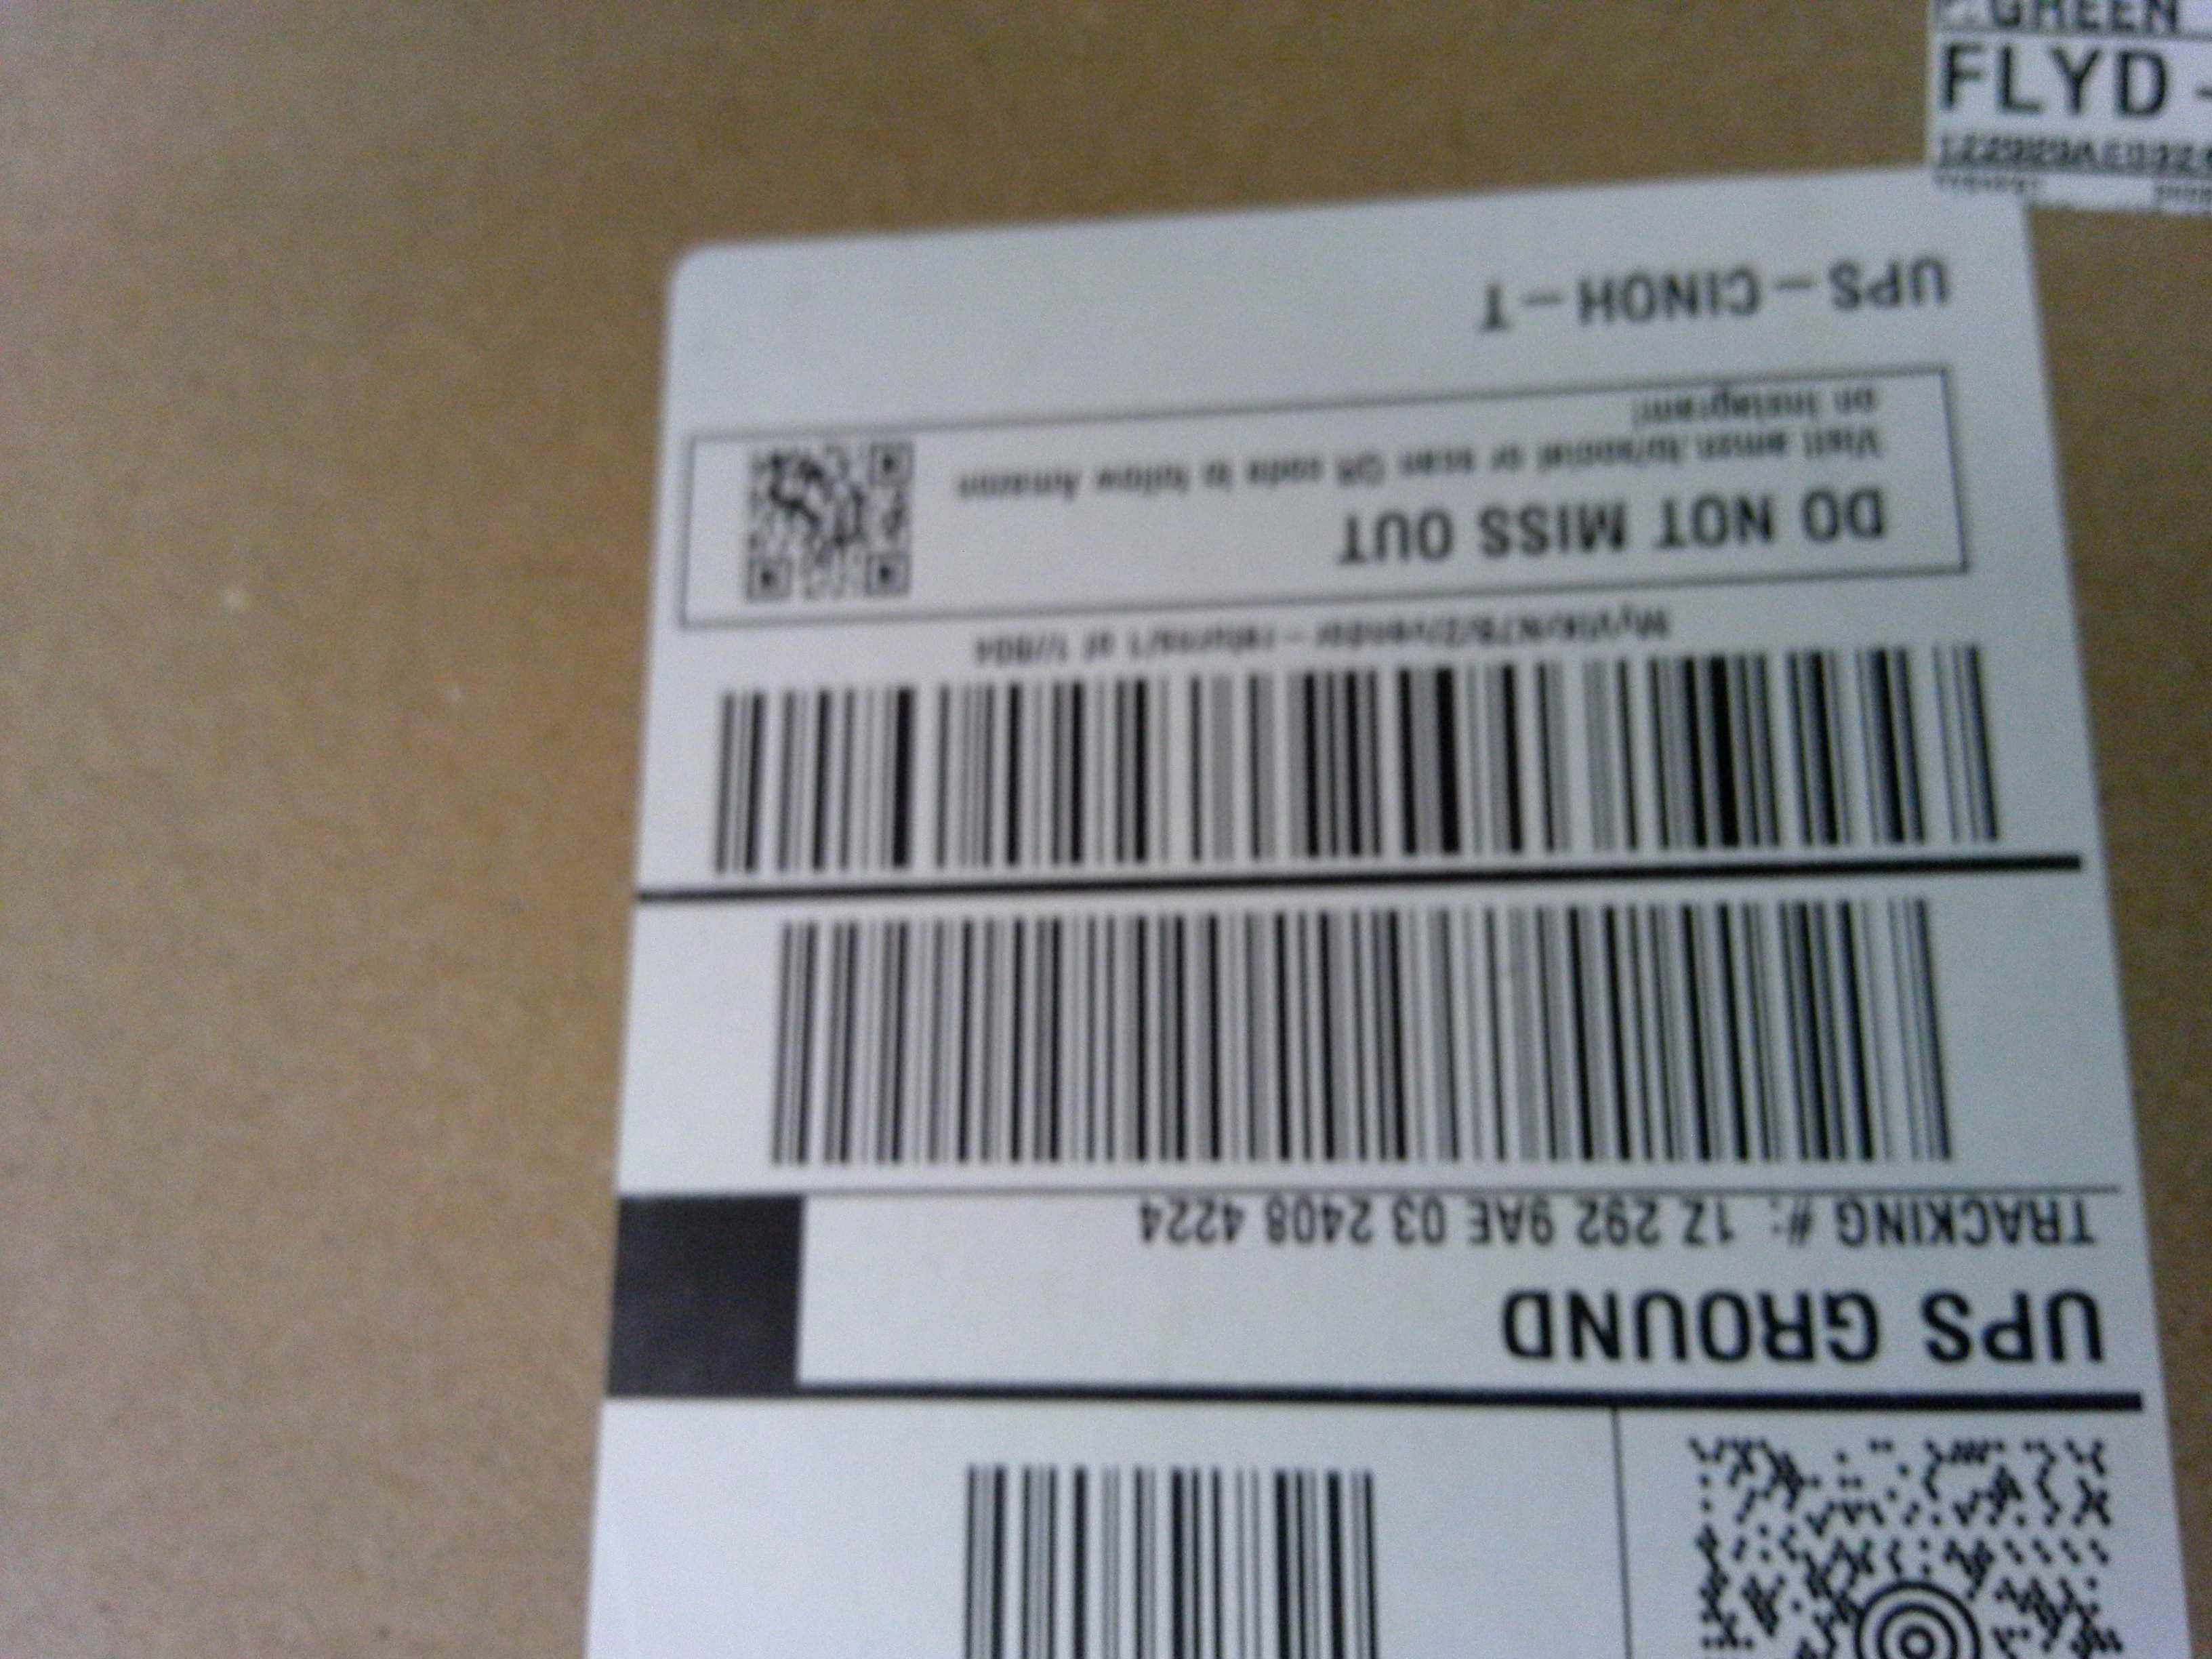 GREEN
FLYD -
UPS GROUND
TRACKING #: 1Z 292 9AE 03 2408 4224
DO NOT MISS OUT
Visit amzn.to/social or scan QR code to follow Amazon
on Instagram!
UPS - CINOH - T